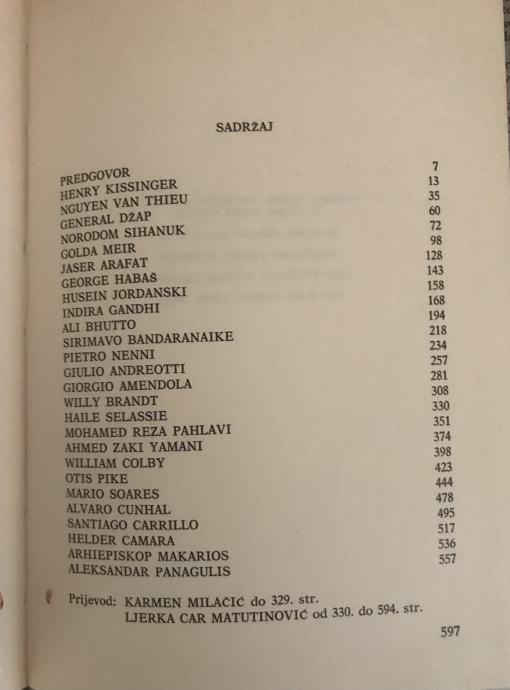 SADRŽAJ
PREDGOVOR 7
HENRY KISSINGER 13
NGUYEN VAN THIEU 35
GENERAL DŽAP 60
NORODOM SIHANUK 72
GOLDA MEIR 98
JASER ARAFAT 128
GEORGE HABAŠ 143
HUSEIN JORDANSKI 158
INDIRA GANDHI 168
ALI BHUTTO 194
SIRIMAVO BANDARANAIKE 218
PIETRO NENNI 234
GIULIO ANDREOTTI 257
GIORGIO AMENDOLA 281
WILLY BRANDT 308
HAILE SELASSIE 330
MOHAMED REZA PAHLAVI 351
AHMED ZAKI YAMANI 374
WILLIAM COLBY 398
OTIS PIKE 423
MARIO SOARES 444
ALVARO CUNHAL 478
SANTIAGO CARRILLO 495
HELDER CAMARA 517
ARHIEPISKOP MAKARIOS 536
ALEKSANDAR PANAGULIS 557
Prijevod: KARMEN MILAČIĆ do 329. str.
LJERKA CAR MATUTINOVIĆ od 330. do 594. str.
597